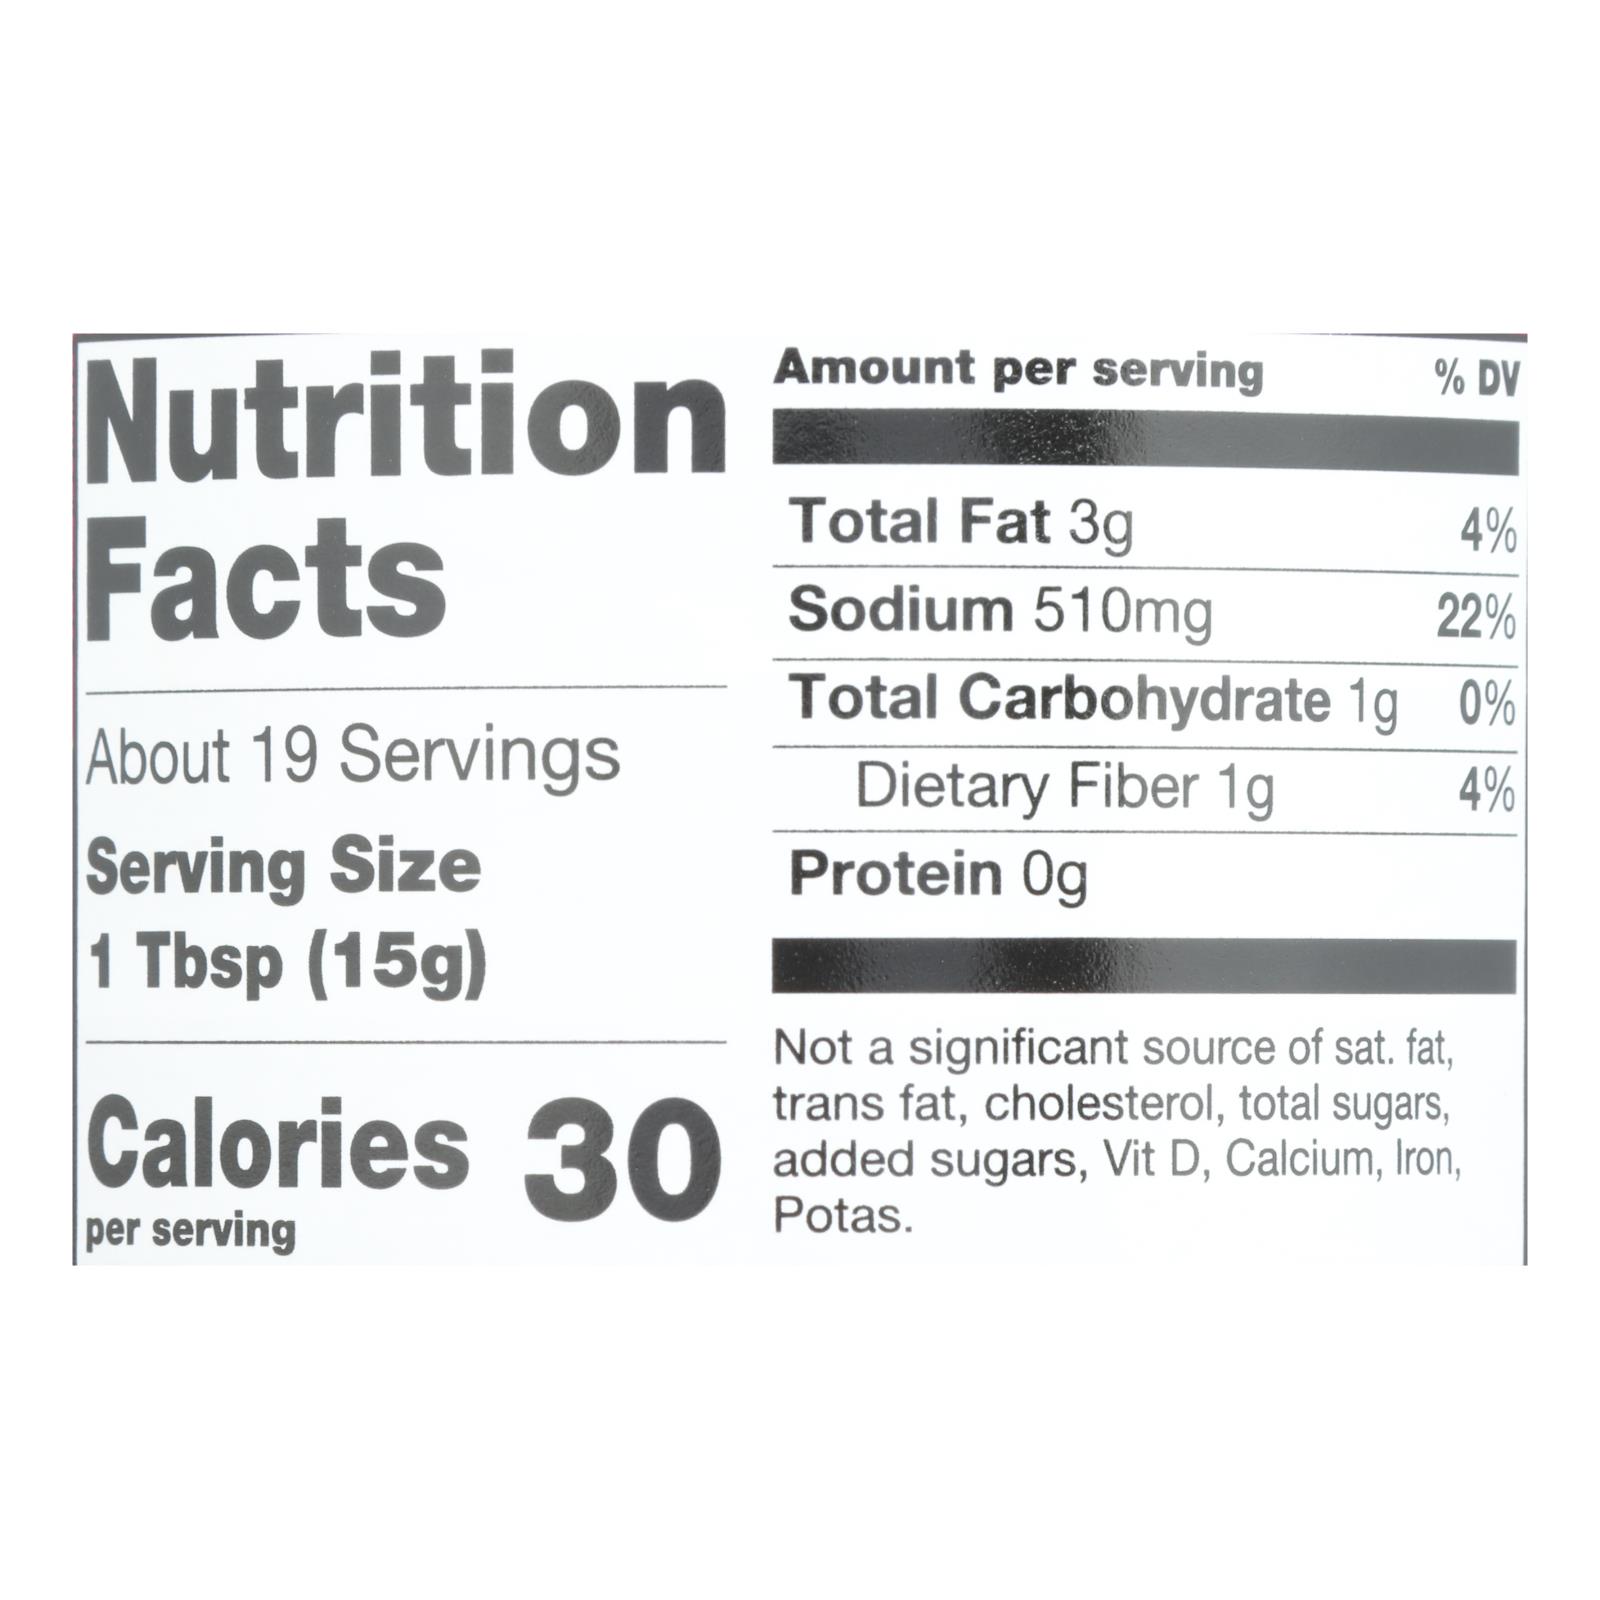 Nutrition
Facts
About 19 Servings
Serving Size
1 Tbsp (15g)
Calories 30
per serving
Amount per serving % DV
Total Fat 3g 4%
Sodium 510mg 22%
Total Carbohydrate 1g 0%
Dietary Fiber 1g 4%
Protein 0g
Not a significant source of sat. fat,
trans fat, cholesterol, total sugars,
added sugars, Vit D, Calcium, Iron,
Potas.